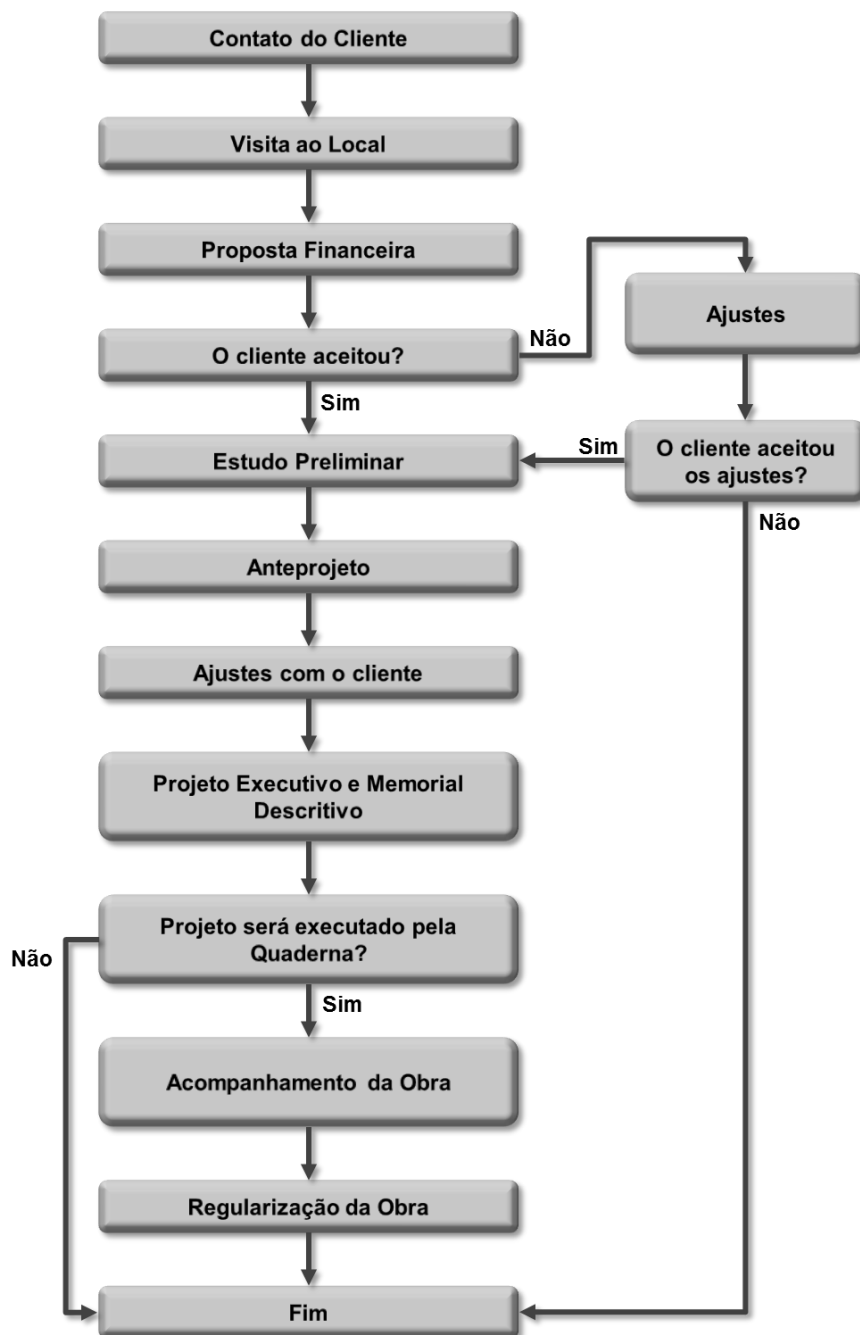 Contato do Cliente
Visita ao Local
Proposta Financeira
Ajustes
Não
O cliente aceitou?
Sim
Estudo Preliminar
Sim
O cliente aceitou
os ajustes?
Não
Anteprojeto
Ajustes com o cliente
Projeto Executivo e Memorial
Descritivo
Projeto será executado pela
Quaderna?
Não
Sim
Acompanhamento da Obra
Regularização da Obra
Fim